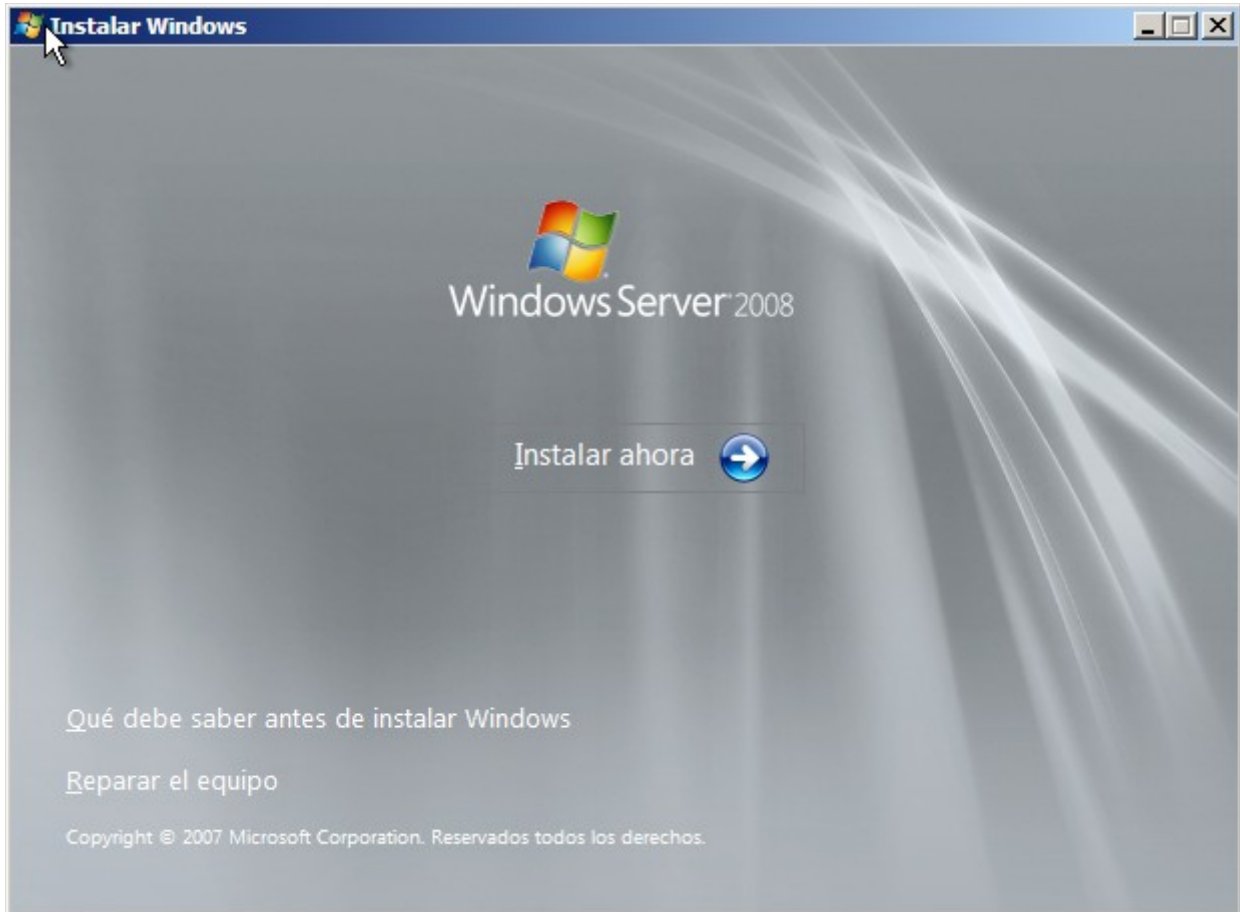 Instalar Windows
Windows Server 2008
Instalar ahora
Qué debe saber antes de instalar Windows
Reparar el equipo
Copyright © 2007 Microsoft Corporation. Reservados todos los derechos.